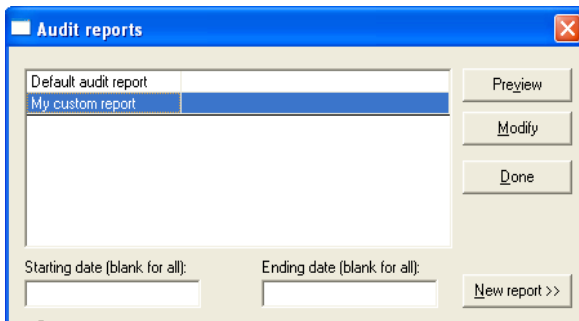 Audit reports
Default audit report
My custom report
Preview
Modify
Done
Starting date (blank for all):
Ending date (blank for all):
New report >>